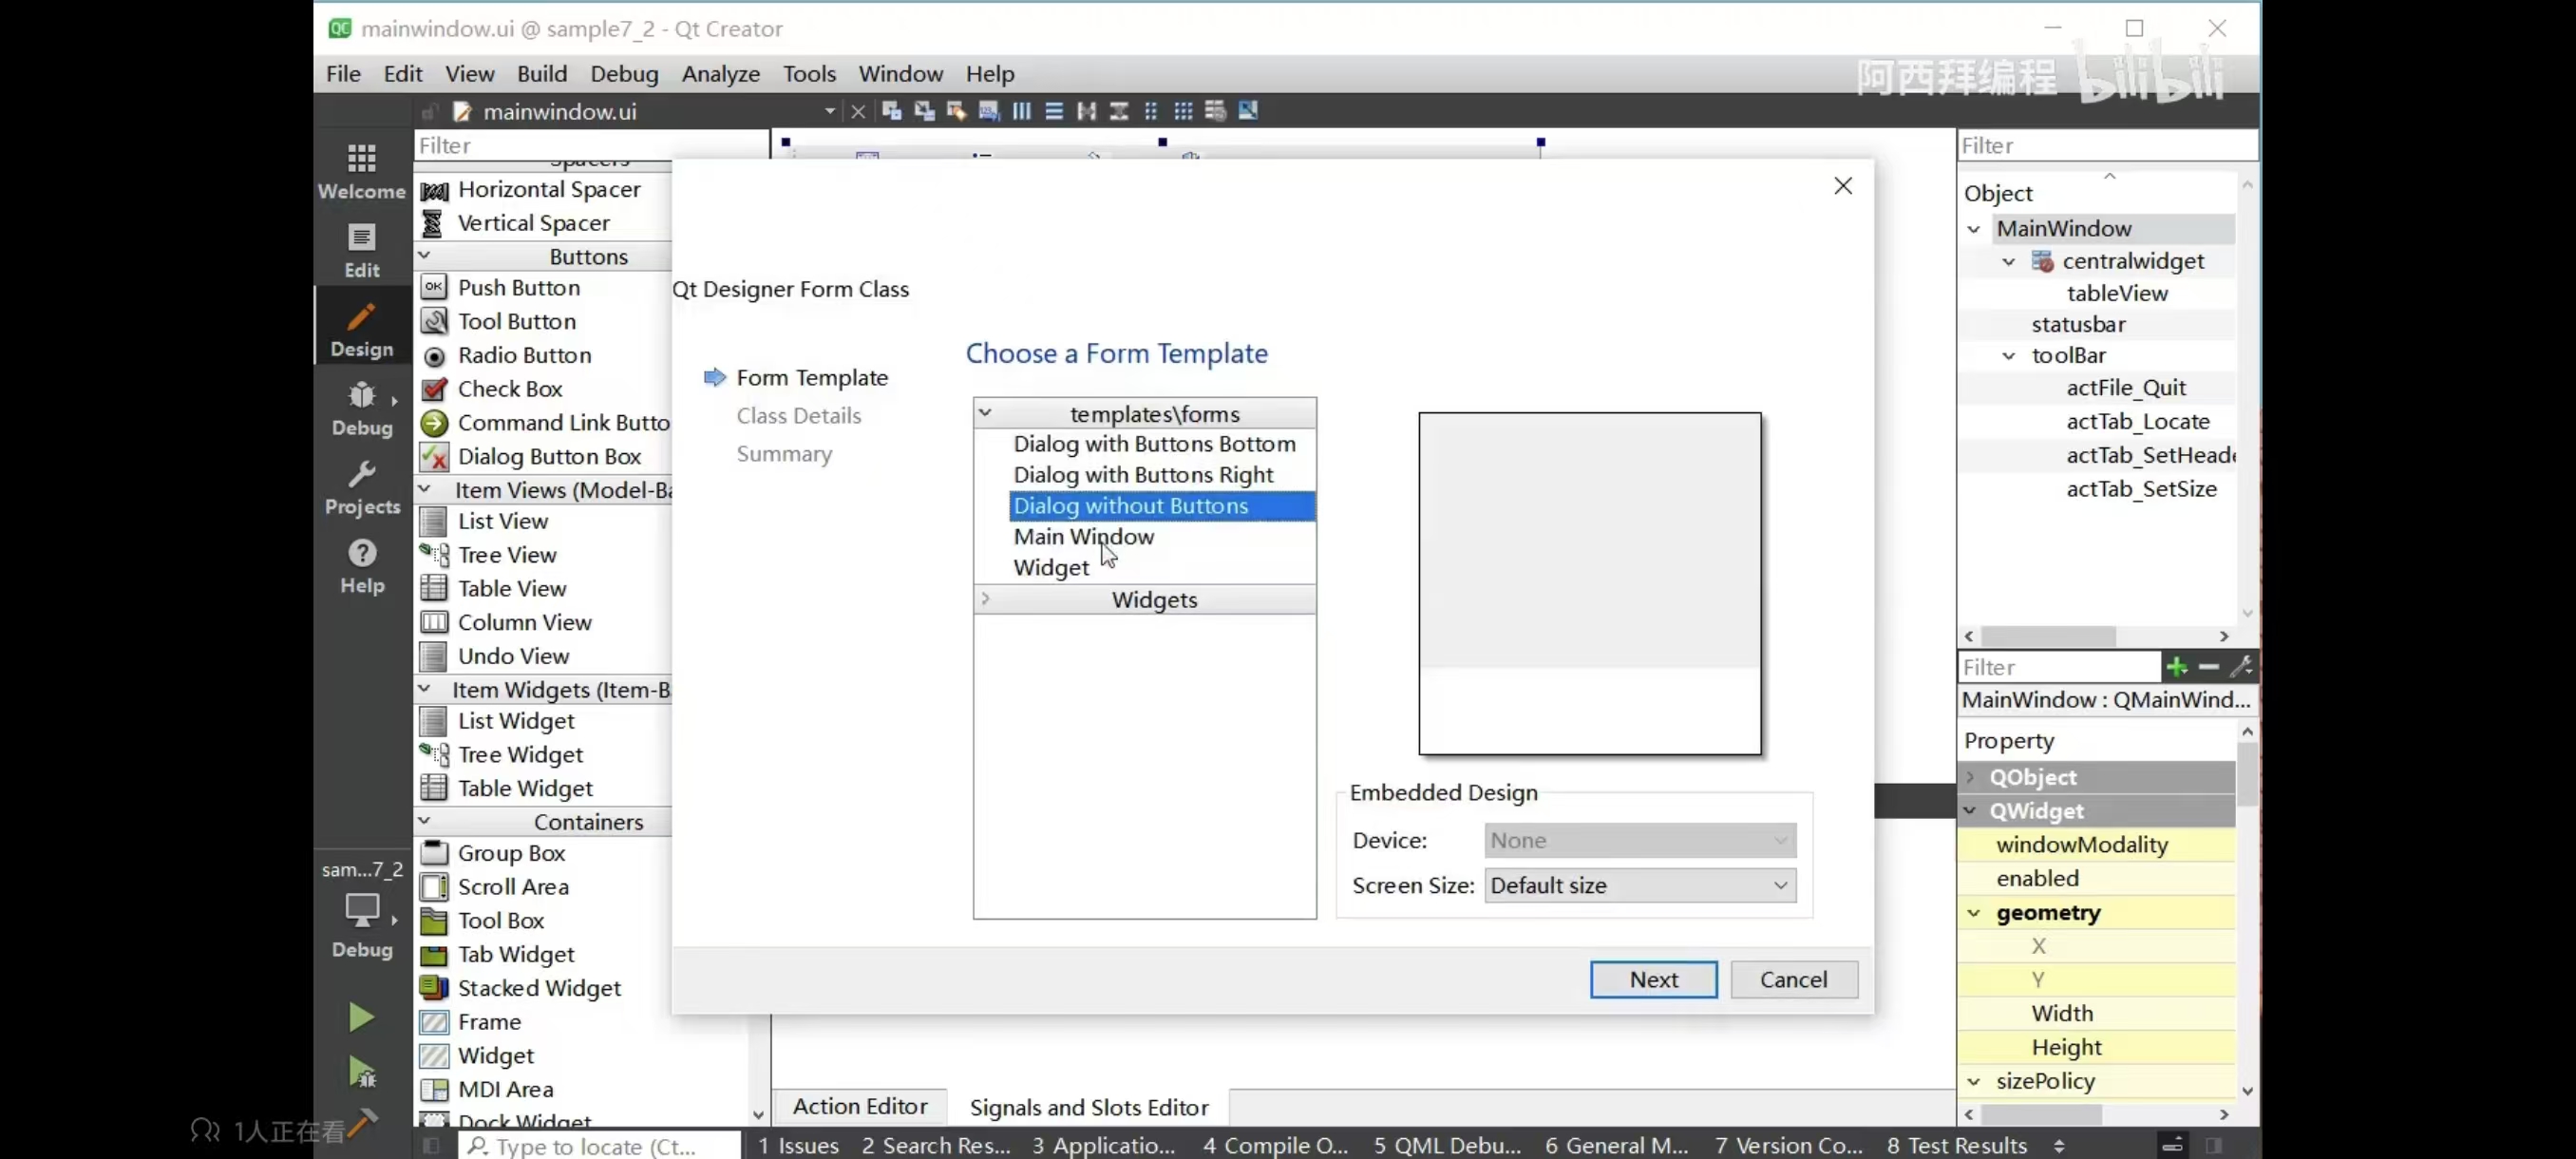 mainwindow.ui @ sample7_2 - Qt Creator
File Edit View Build Debug Analyze Tools Window Help
阿西拜编程 bilibili
mainwindow.ui
Welcome
Edit
Design
Debug
Projects
Help
sam...7_2
Debug
Filter
Spacers
Horizontal Spacer
Vertical Spacer
Buttons
Push Button
Tool Button
Radio Button
Check Box
Command Link Butto
Dialog Button Box
Item Views (Model-Ba
List View
Tree View
Table View
Column View
Undo View
Item Widgets (Item-B
List Widget
Tree Widget
Table Widget
Containers
Group Box
Scroll Area
Tool Box
Tab Widget
Stacked Widget
Frame
Widget
MDI Area
Dock Widget
Qt Designer Form Class
Form Template
Class Details
Summary
Choose a Form Template
templates\forms
Dialog with Buttons Bottom
Dialog with Buttons Right
Dialog without Buttons
Main Window
Widget
Widgets
Embedded Design
Device: None
Screen Size: Default size
Next Cancel
Filter
Object
MainWindow
centralwidget
tableView
statusbar
toolBar
actFile_Quit
actTab_Locate
actTab_SetHeade
actTab_SetSize
Filter
MainWindow : QMainWind...
Property
QObject
QWidget
windowModality
enabled
geometry
X
Y
Width
Height
sizePolicy
Action Editor Signals and Slots Editor
1人正在看
Type to locate (Ct... 1 Issues 2 Search Res... 3 Applicatio... 4 Compile O... 5 QML Debu... 6 General M... 7 Version Co... 8 Test Results